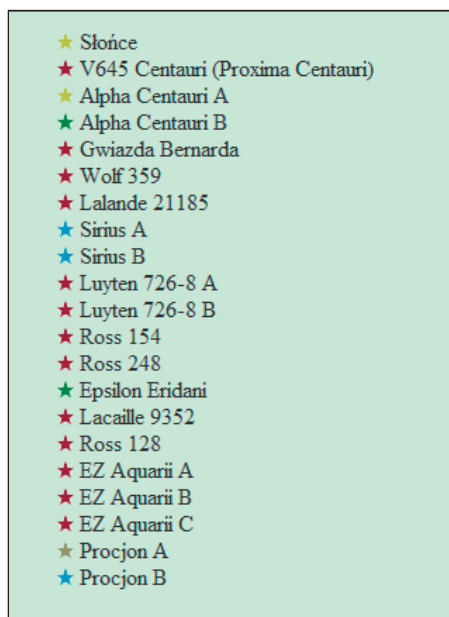 Słońce
V645 Centauri (Proxima Centauri)
Alpha Centauri A
Alpha Centauri B
Gwiazda Bernarda
Wolf 359
Lalande 21185
Sirius A
Sirius B
Luyten 726-8 A
Luyten 726-8 B
Ross 154
Ross 248
Epsilon Eridani
Lacaille 9352
Ross 128
EZ Aquarii A
EZ Aquarii B
EZ Aquarii C
Procjon A
Procjon B